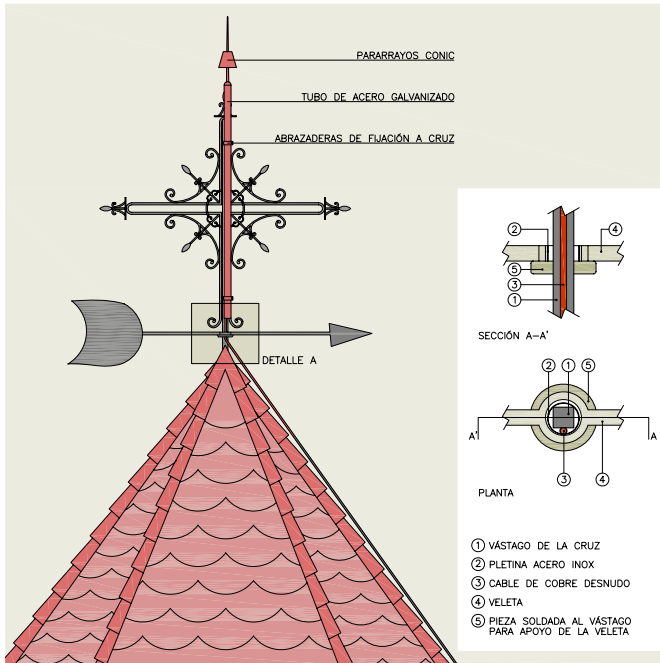 PARARRAYOS CONIC
TUBO DE ACERO GALVANIZADO
ABRAZADERAS DE FIJACIÓN A CRUZ
DETALLE A
2
4
5
3
1
SECCIÓN A-A'
2
1
5
A'
A
3
4
PLANTA
1 VÁSTAGO DE LA CRUZ
2 PLETINA ACERO INOX
3 CABLE DE COBRE DESNUDO
4 VELETA
5 PIEZA SOLDADA AL VÁSTAGO
PARA APOYO DE LA VELETA